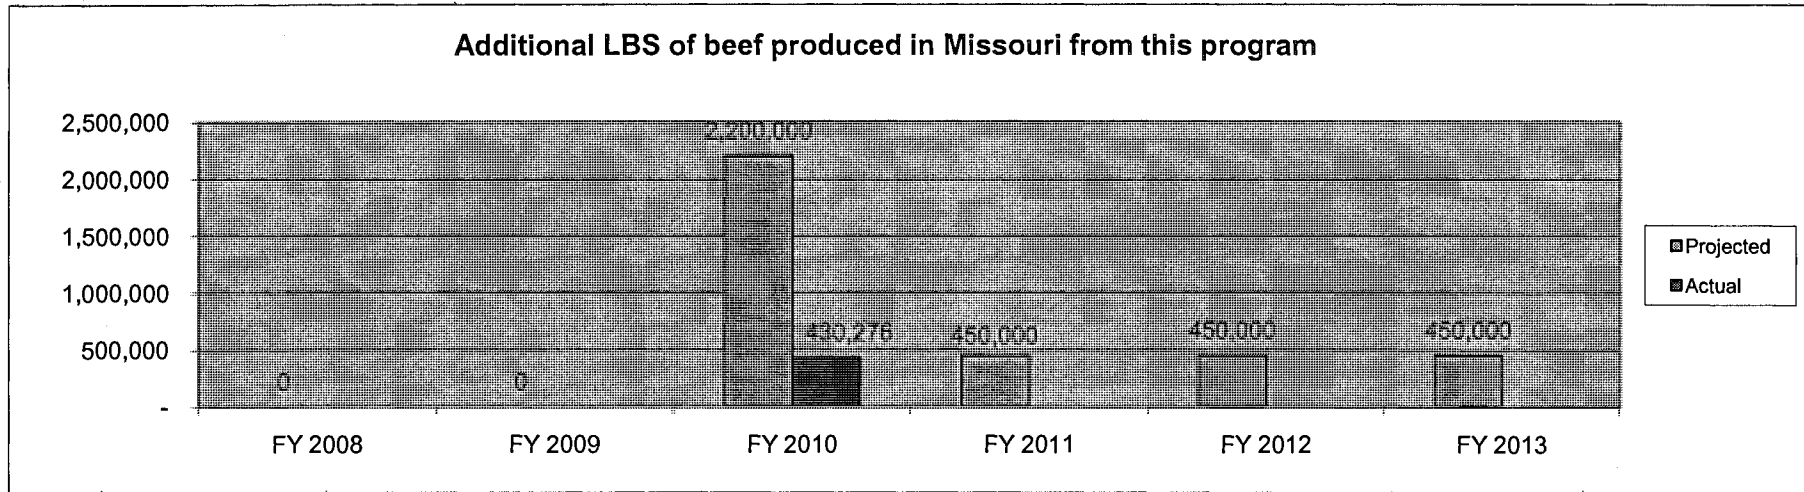 Additional LBS of beef produced in Missouri from this program
2,500,000
2,000,000
1,500,000
1,000,000
500,000
-
2,200,000
430,276
450,000
450,000
450,000
0
0
FY 2008
FY 2009
FY 2010
FY 2011
FY 2012
FY 2013
Projected
Actual